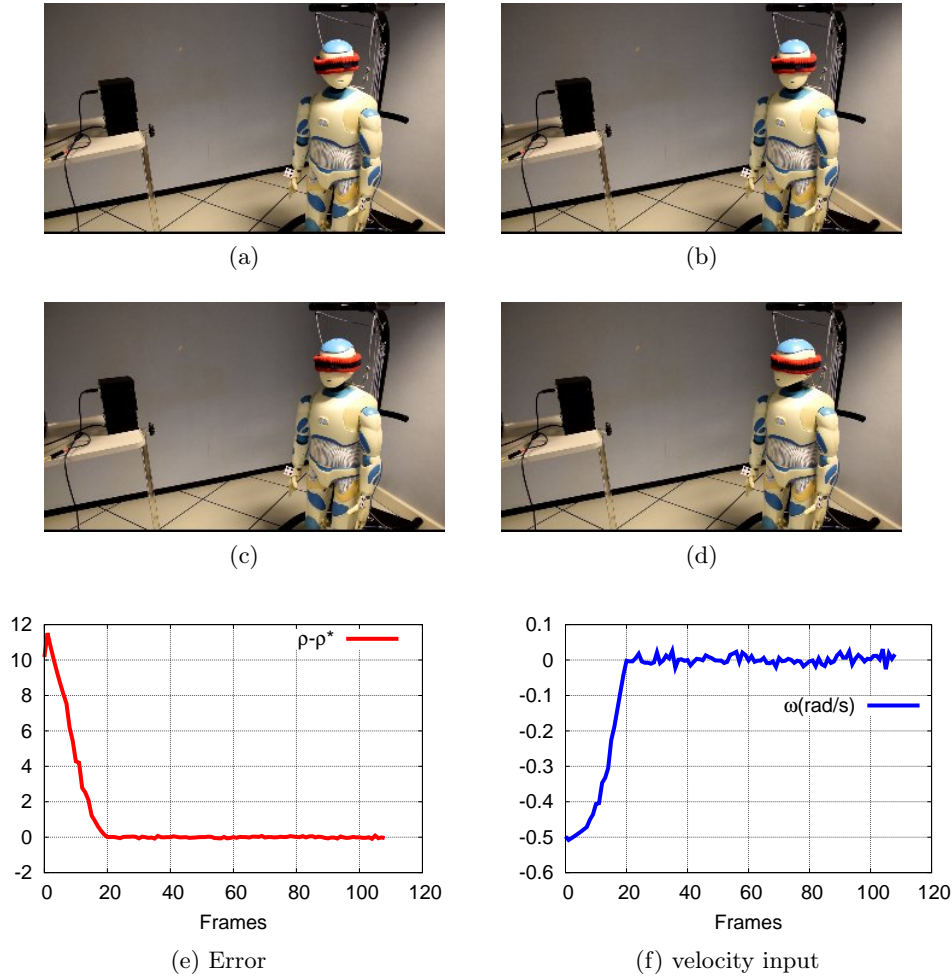 (a)
(b)
(c)
(d)
12
10
8
6
4
2
0
-2
ρ-ρ*
0 20 40 60 80 100 120
Frames
(e) Error
0.1
0
-0.1
-0.2
-0.3
-0.4
-0.5
-0.6
ω(rad/s)
0 20 40 60 80 100 120
Frames
(f) velocity input